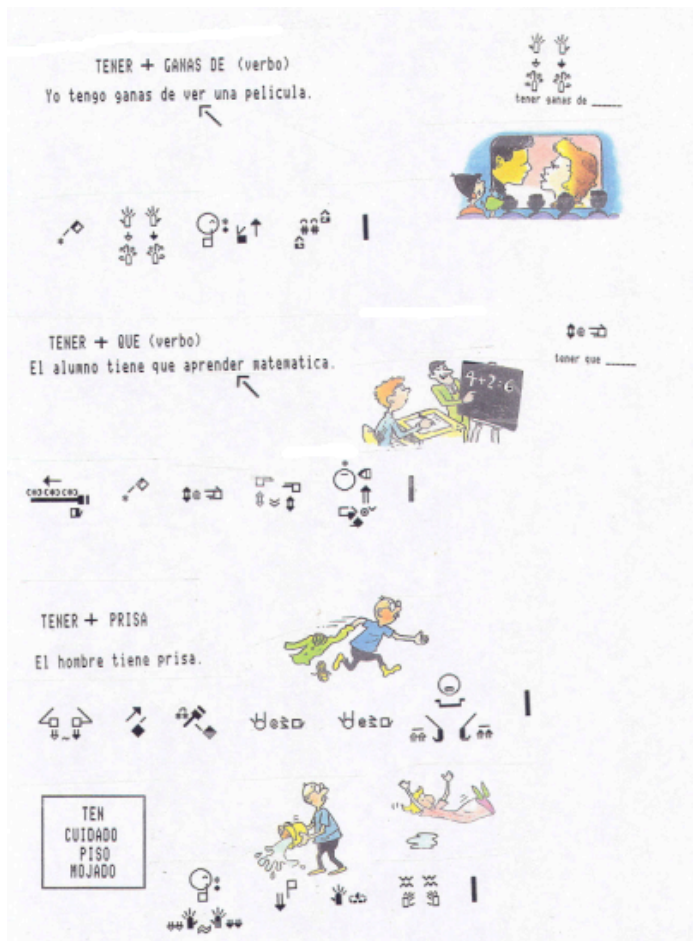 TENER + GANAS DE (verbo)
Yo tengo ganas de ver una pelicula.
tener ganas de _____
TENER + QUE (verbo)
El alumno tiene que aprender matematica.
tener que _____
4+2=6
TENER + PRISA
El hombre tiene prisa.
TEN
CUIDADO
PISO
MOJADO